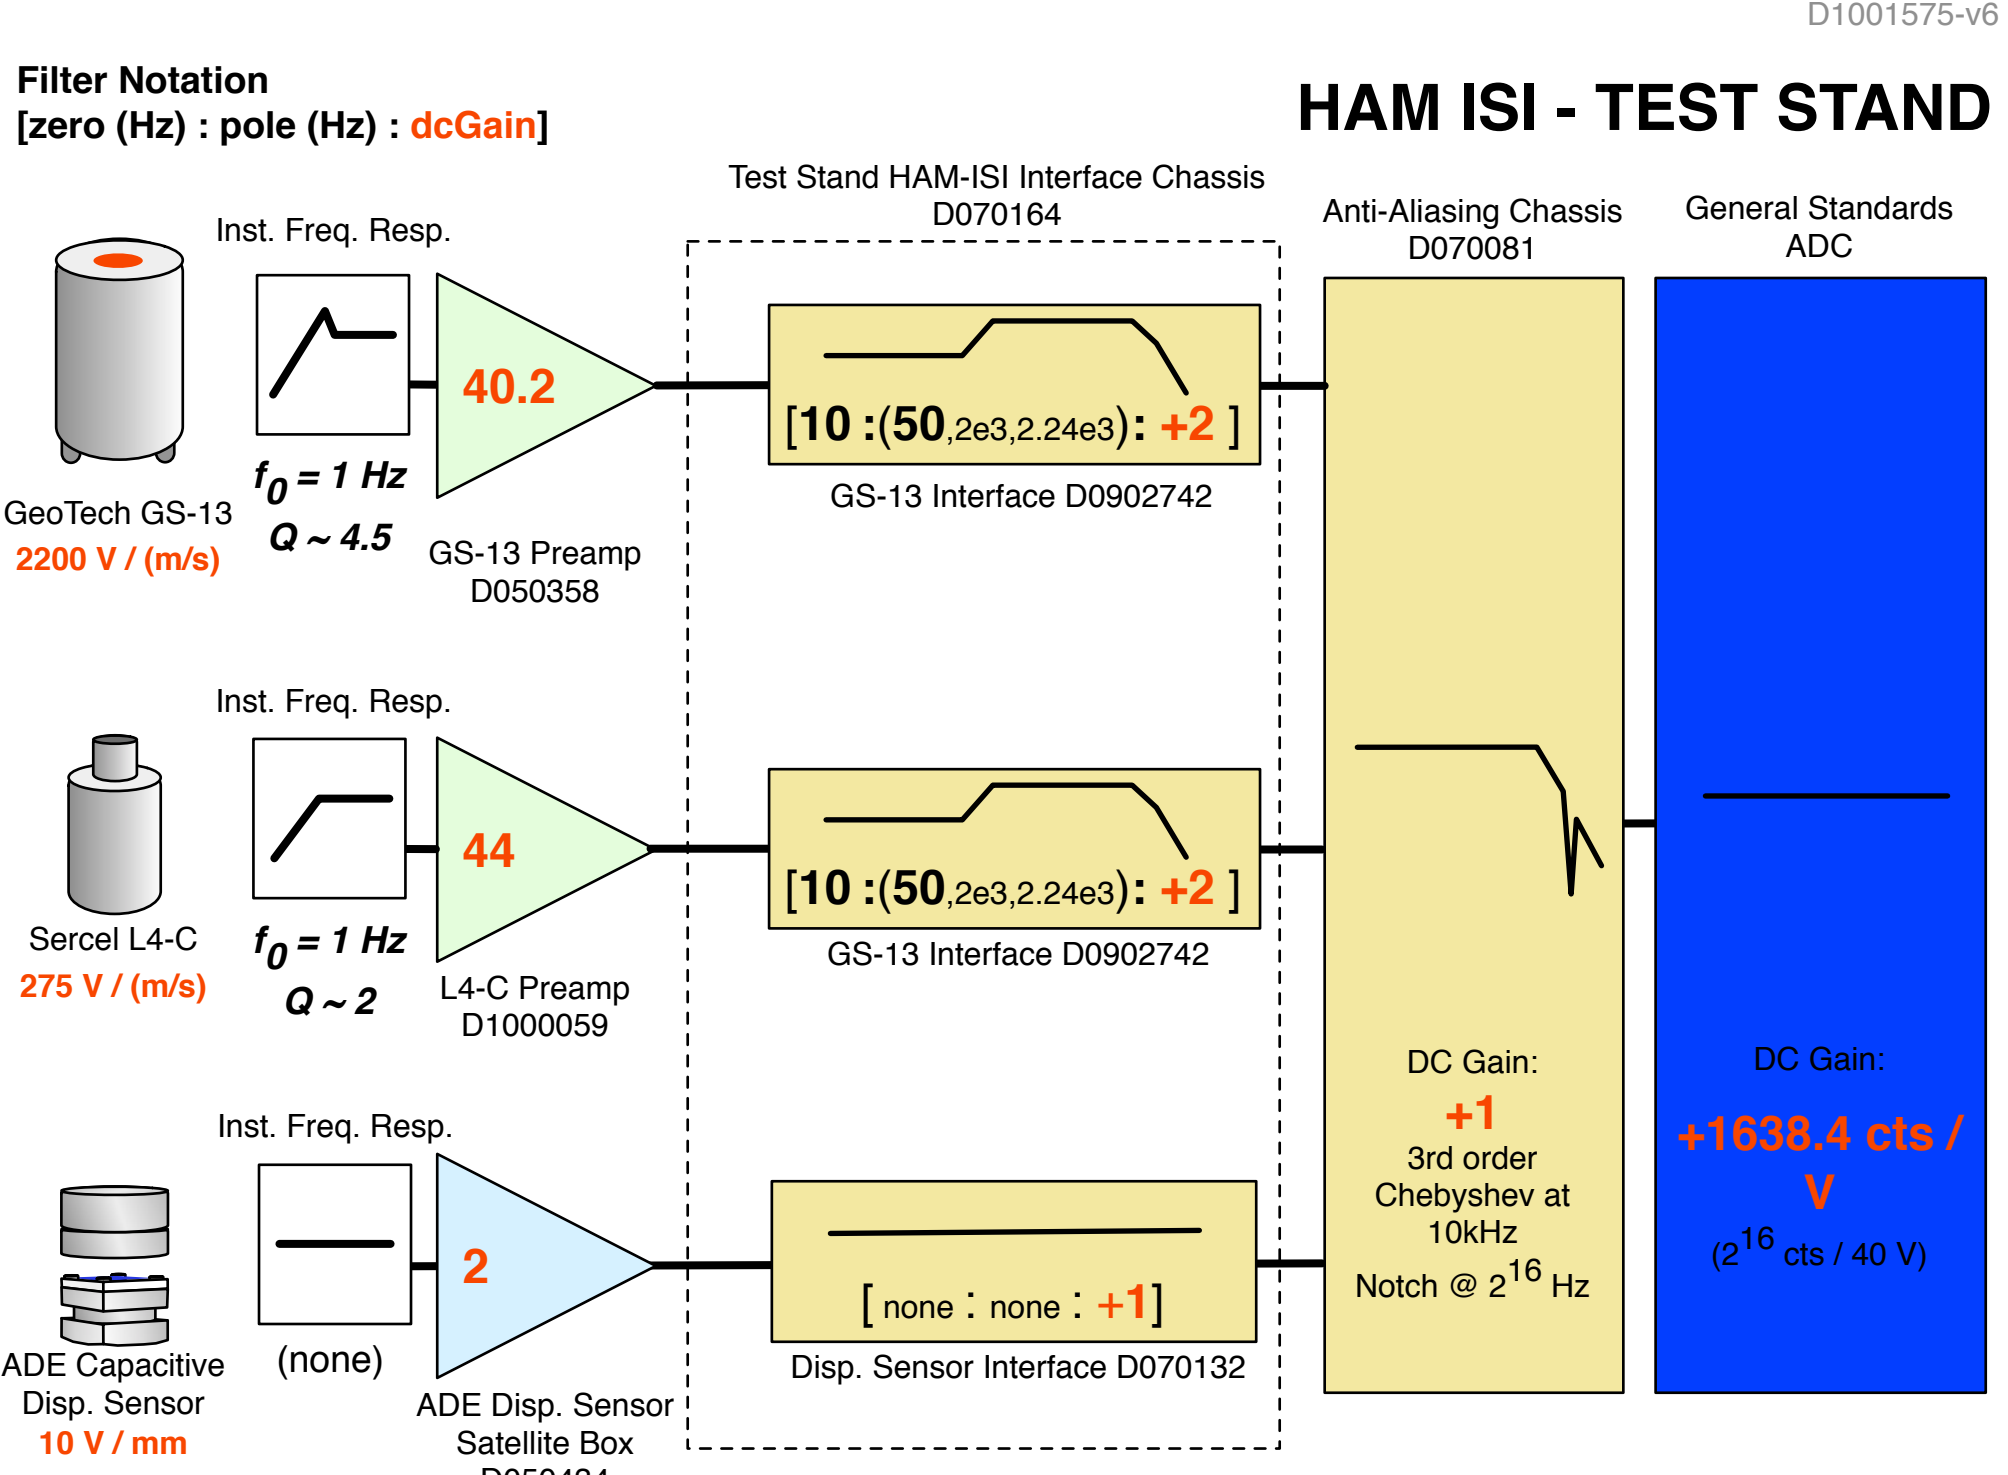 D1001575-v6
Filter Notation
[zero (Hz) : pole (Hz) : dcGain]
HAM ISI - TEST STAND
Test Stand HAM-ISI Interface Chassis
D070164
Anti-Aliasing Chassis
D070081
General Standards
ADC
Inst. Freq. Resp.
40.2
[10 :(50,2e3,2.24e3): +2 ]
GS-13 Interface D0902742
f0 = 1 Hz
Q ~ 4.5
GeoTech GS-13
2200 V / (m/s)
GS-13 Preamp
D050358
Inst. Freq. Resp.
44
[10 :(50,2e3,2.24e3): +2 ]
GS-13 Interface D0902742
f0 = 1 Hz
Q ~ 2
Sercel L4-C
275 V / (m/s)
L4-C Preamp
D1000059
Inst. Freq. Resp.
2
[ none : none : +1]
Disp. Sensor Interface D070132
(none)
ADE Capacitive
Disp. Sensor
10 V / mm
ADE Disp. Sensor
Satellite Box
DC Gain:
+1
3rd order
Chebyshev at
10kHz
Notch @ 2^16 Hz
DC Gain:
+1638.4 cts /
V
(2^16 cts / 40 V)